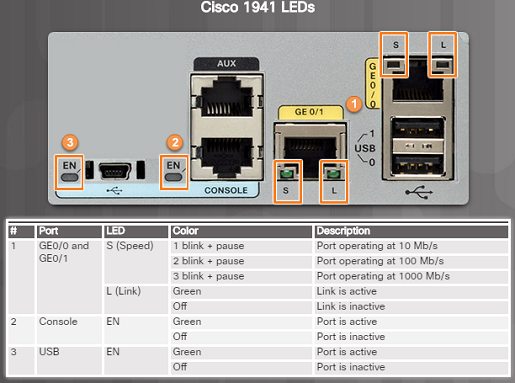 Cisco 1941 LEDs
S L
AUX
GE 0/0
GE 0/1
1
3
2
1
USB
0
EN
EN
CONSOLE
S L
# Port LED Color Description
1 GE0/0 and GE0/1 S (Speed) 1 blink + pause Port operating at 10 Mb/s
2 blink + pause Port operating at 100 Mb/s
3 blink + pause Port operating at 1000 Mb/s
L (Link) Green Link is active
Off Link is inactive
2 Console EN Green Port is active
Off Port is inactive
3 USB EN Green Port is active
Off Port is inactive